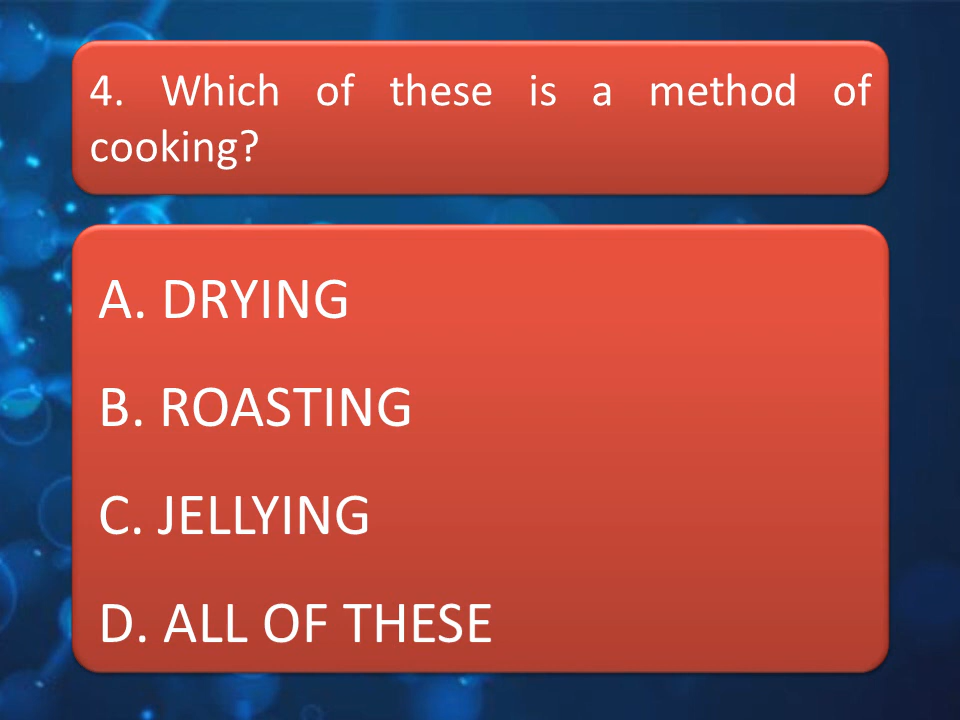 4. Which of these is a method of
cooking?
A. DRYING
B. ROASTING
C. JELLYING
D. ALL OF THESE